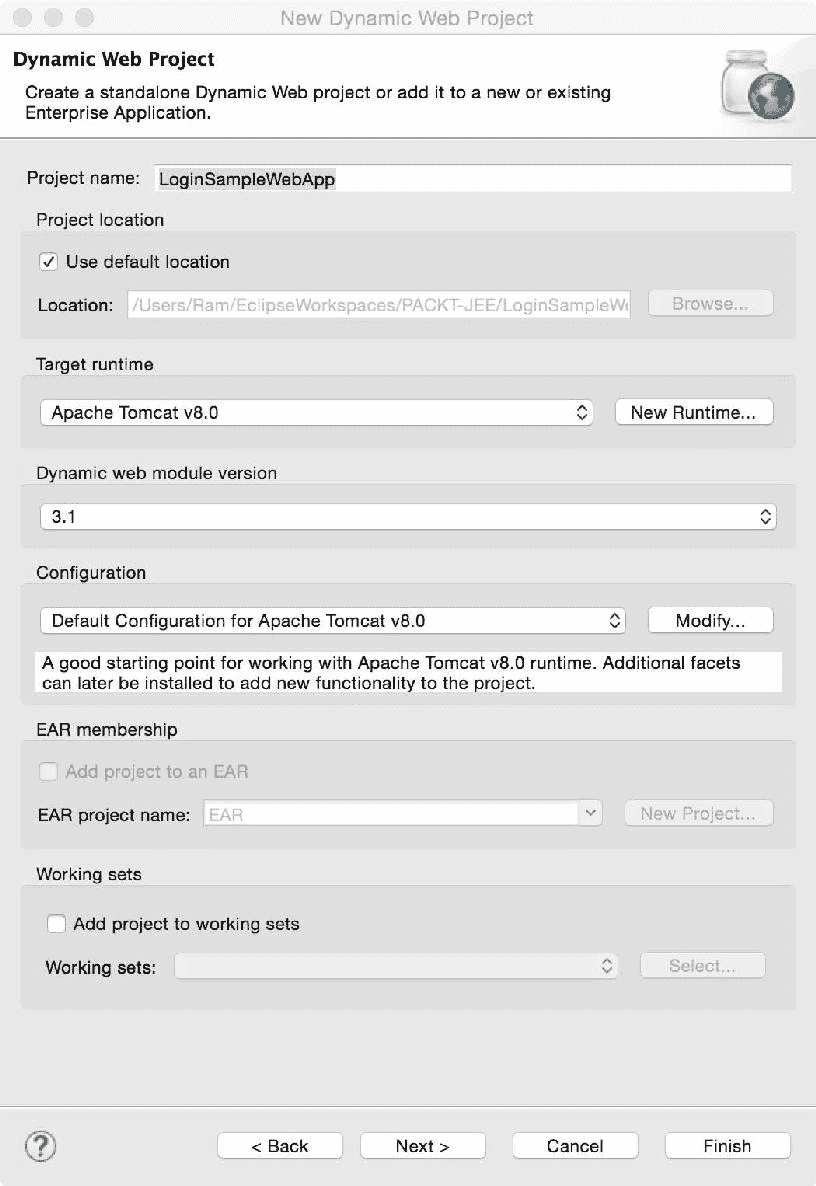 New Dynamic Web Project
Dynamic Web Project
Create a standalone Dynamic Web project or add it to a new or existing
Enterprise Application.
Project name: LoginSampleWebApp
Project location
Use default location
Location: /Users/Ram/EclipseWorkspaces/PACKT-JEE/LoginSampleWe Browse...
Target runtime
Apache Tomcat v8.0 New Runtime...
Dynamic web module version
3.1
Configuration
Default Configuration for Apache Tomcat v8.0 Modify...
A good starting point for working with Apache Tomcat v8.0 runtime. Additional facets
can later be installed to add new functionality to the project.
EAR membership
Add project to an EAR
EAR project name: EAR New Project...
Working sets
Add project to working sets
Working sets: Select...
? < Back Next > Cancel Finish